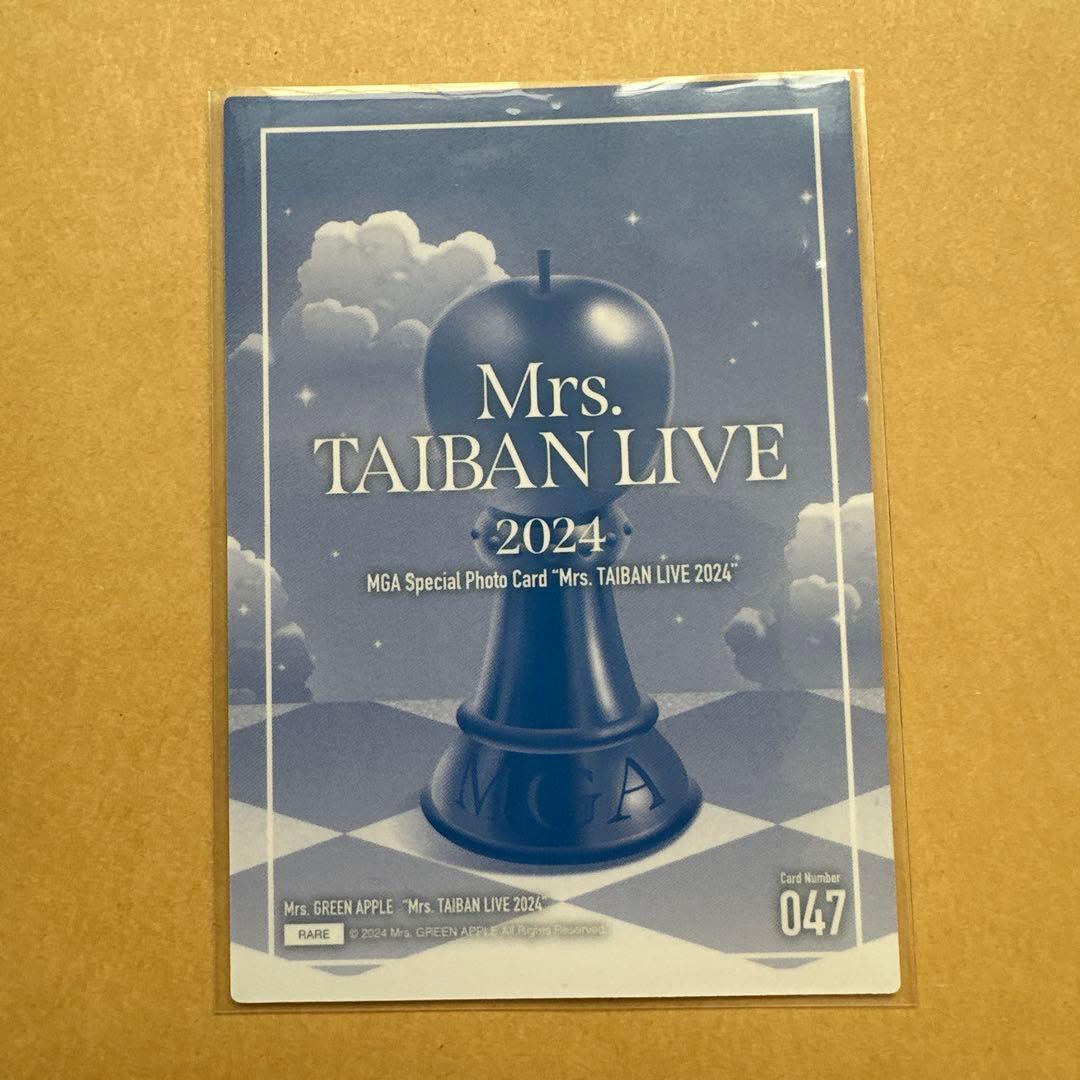 Mrs.
TAIBAN LIVE
2024
MGA Special Photo Card “Mrs. TAIBAN LIVE 2024”
MGA
Mrs. GREEN APPLE “Mrs. TAIBAN LIVE 2024”
RARE © 2024 Mrs. GREEN APPLE All Rights Reserved.
Card Number
047